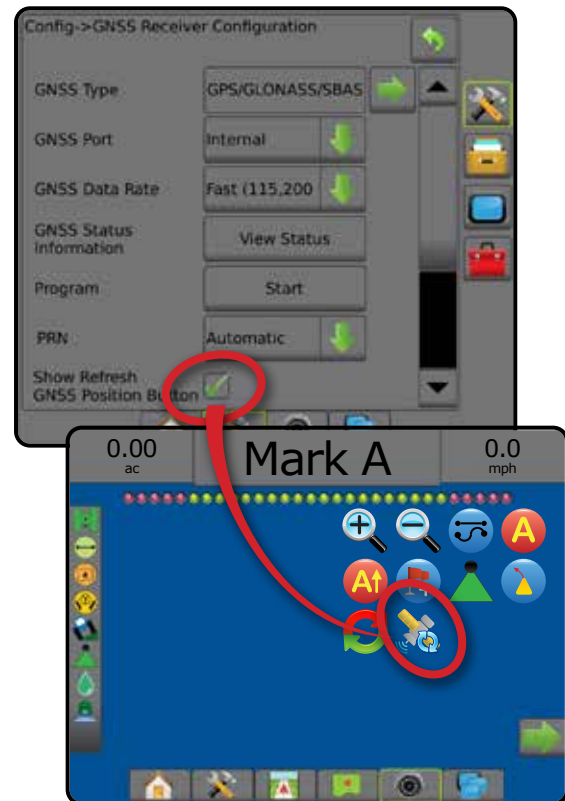 Config->GNSS Receiver Configuration
GNSS Type GPS/GLONASS/SBAS
GNSS Port Internal
GNSS Data Rate Fast (115,200
GNSS Status
Information View Status
Program Start
PRN Automatic
Show Refresh
GNSS Position Button
0.00 Mark A 0.0
ac mph
A
A